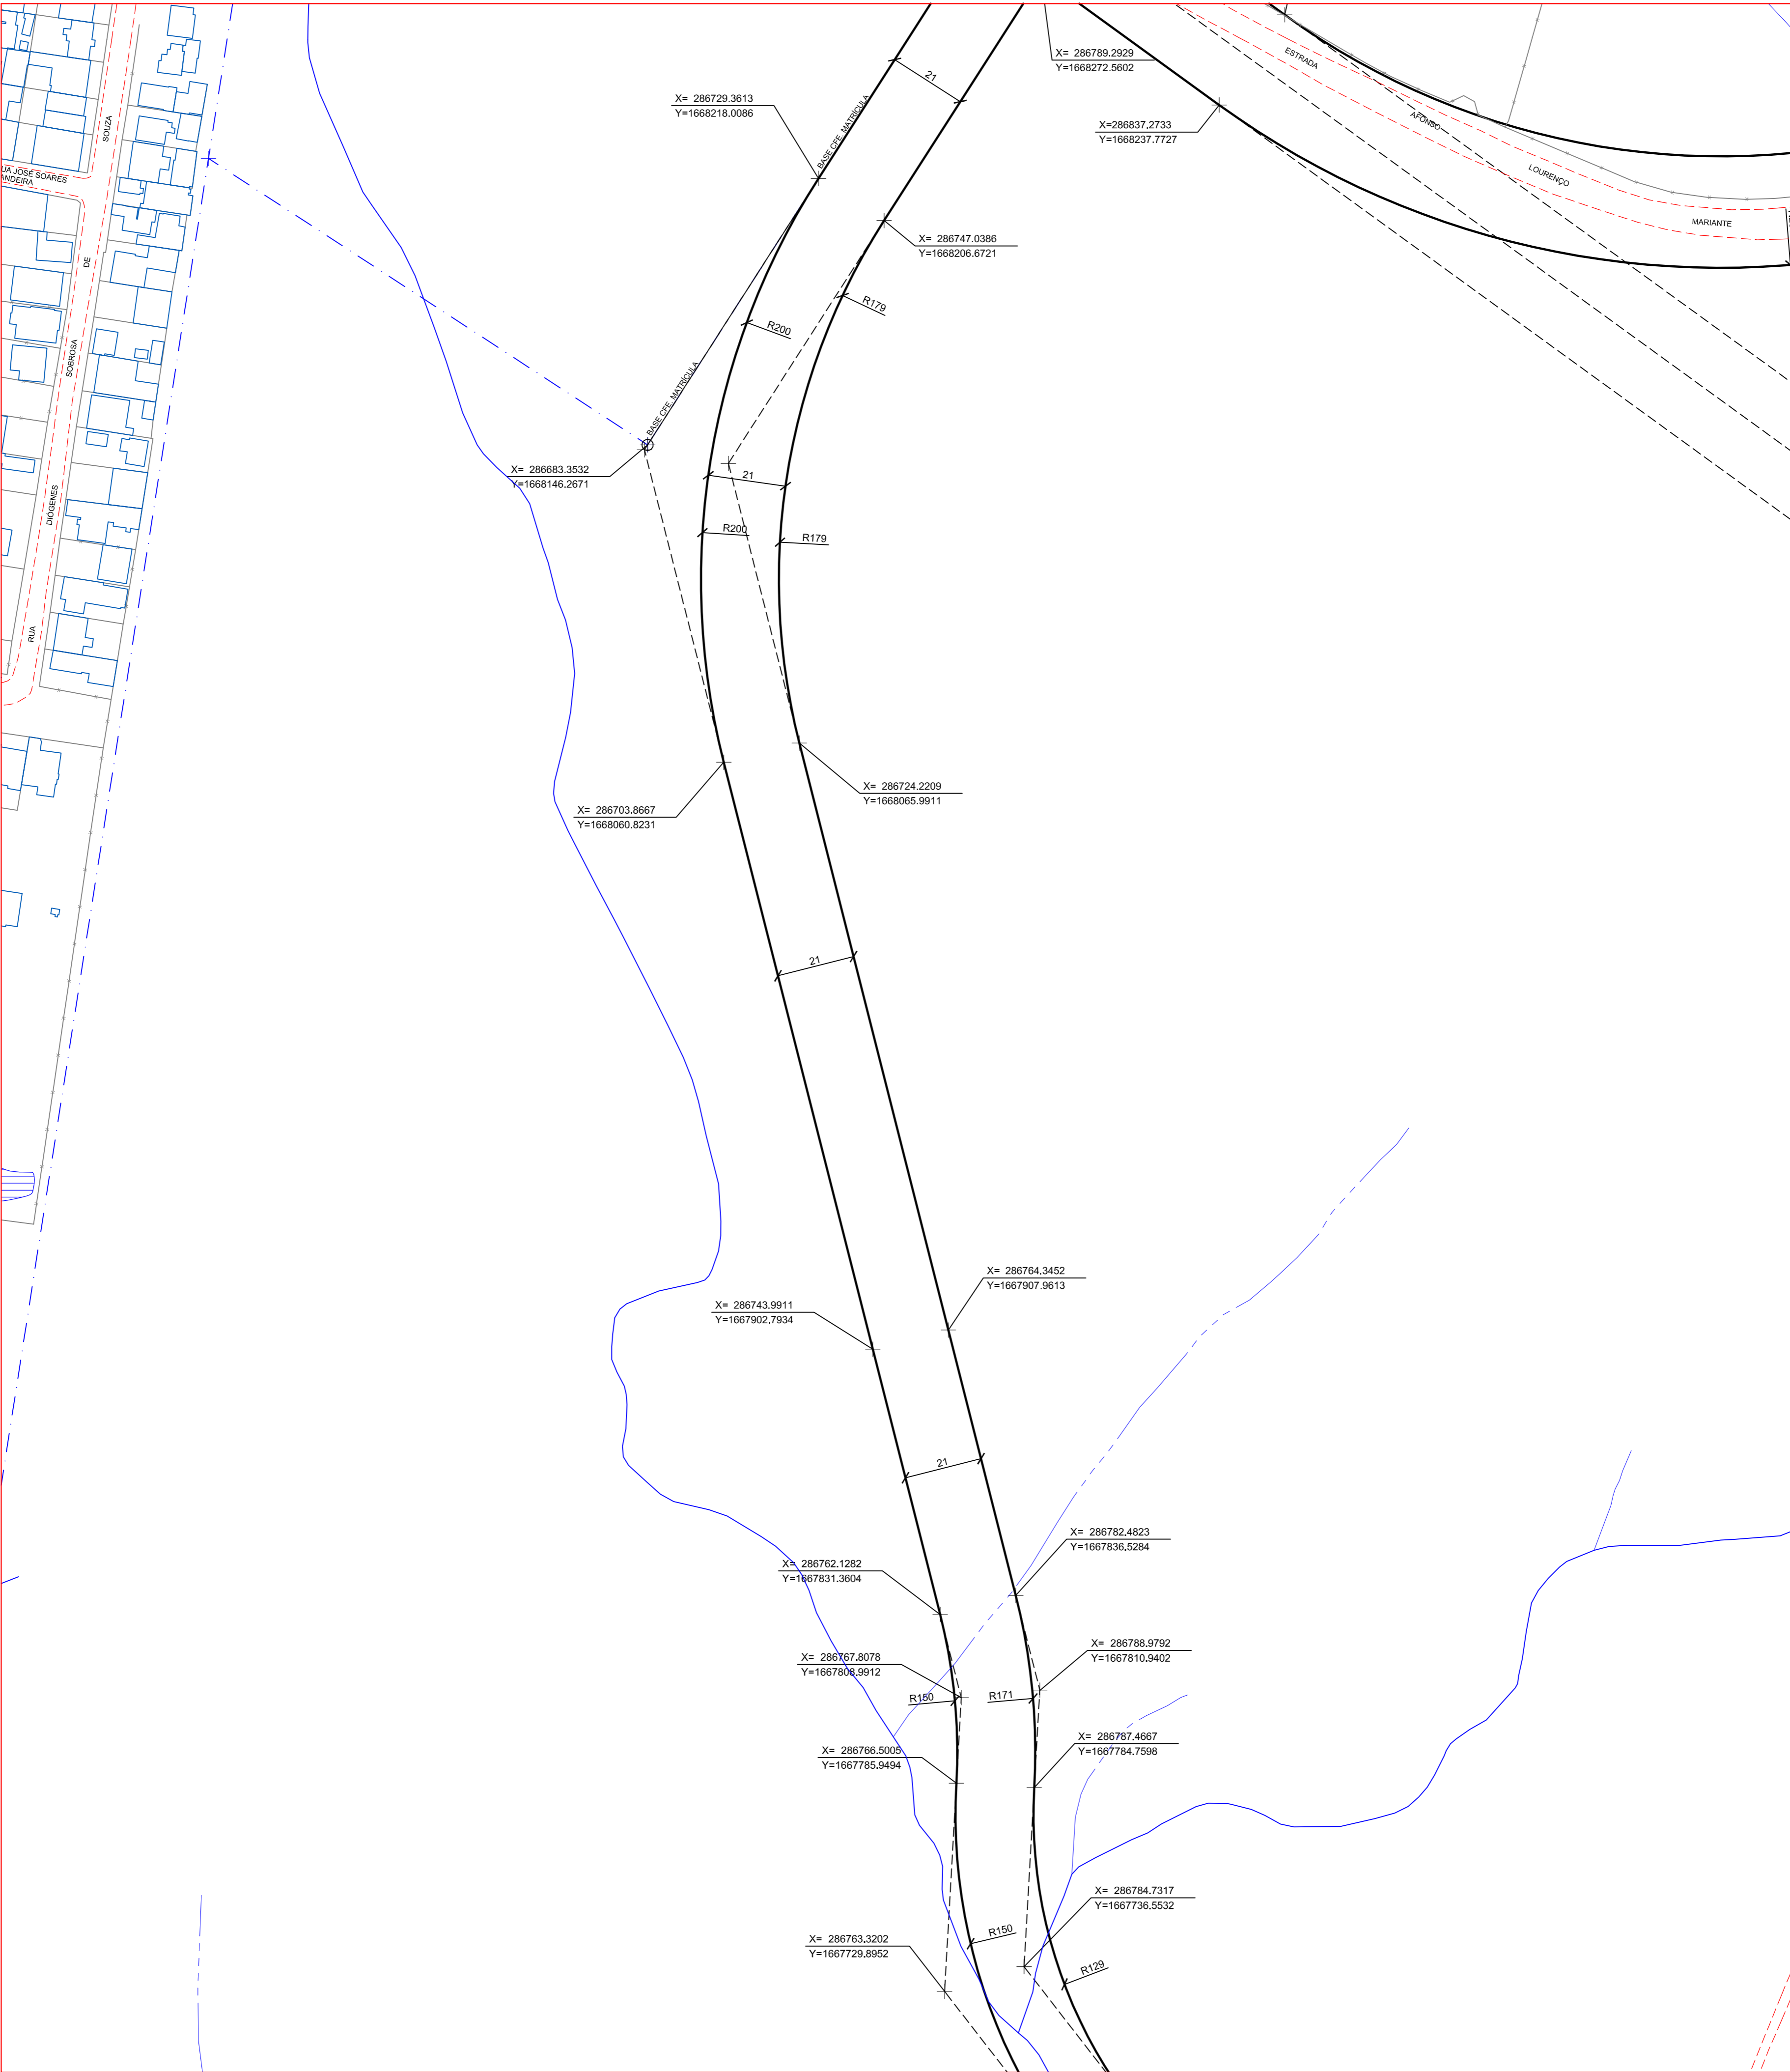 X= 286789.2929
Y=1668272.5602
ESTRADA
21
X= 286729.3613
Y=1668218.0086
BASE CFE. MATRÍCULA
X=286837.2733
Y=1668237.7727
AFONSO
SOUZA
LOURENÇO
UA JOSÉ SOARES
ANDEIRA
MARIANTE
X= 286747.0386
Y=1668206.6721
DE
R179
R200
SOBROSA
BASE CFE. MATRÍCULA
X= 286683.3532
Y=1668146.2671
21
DIÓGENES
R200
R179
RUA
X= 286724.2209
Y=1668065.9911
X= 286703.8667
Y=1668060.8231
21
X= 286764.3452
Y=1667907.9613
X= 286743.9911
Y=1667902.7934
21
X= 286782.4823
Y=1667836.5284
X= 286762.1282
Y=1667831.3604
X= 286788.9792
Y=1667810.9402
X= 286767.8078
Y=1667808.9912
R150
R171
X= 286787.4667
Y=1667784.7598
X= 286766.5005
Y=1667785.9494
X= 286784.7317
Y=1667736.5532
R150
X= 286763.3202
Y=1667729.8952
R129